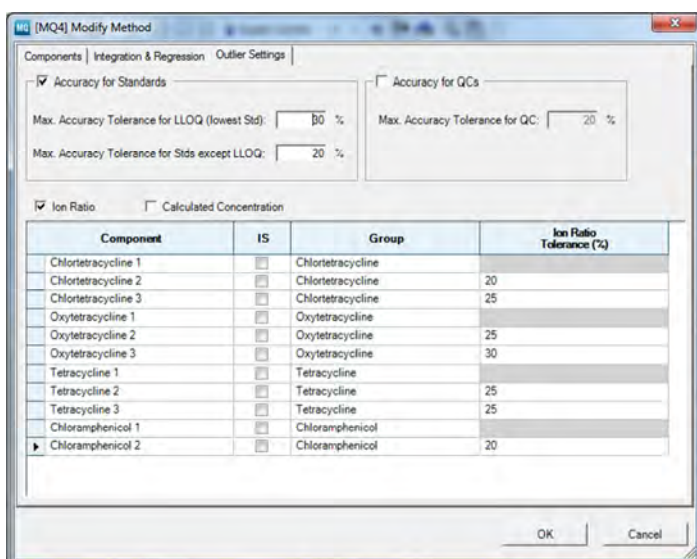 MQ [MQ4] Modify Method
Components Integration & Regression Outlier Settings
Accuracy for Standards Accuracy for QCs
Max. Accuracy Tolerance for LLOQ (lowest Std): 30 % Max. Accuracy Tolerance for QC: 20 %
Max. Accuracy Tolerance for Stds except LLOQ: 20 %
Ion Ratio Calculated Concentration
Component IS Group Ion Ratio Tolerance (%)
Chlortetracycline 1 Chlortetracycline
Chlortetracycline 2 Chlortetracycline 20
Chlortetracycline 3 Chlortetracycline 25
Oxytetracycline 1 Oxytetracycline
Oxytetracycline 2 Oxytetracycline 25
Oxytetracycline 3 Oxytetracycline 30
Tetracycline 1 Tetracycline
Tetracycline 2 Tetracycline 25
Tetracycline 3 Tetracycline 25
Chloramphenicol 1 Chloramphenicol
Chloramphenicol 2 Chloramphenicol 20
OK Cancel